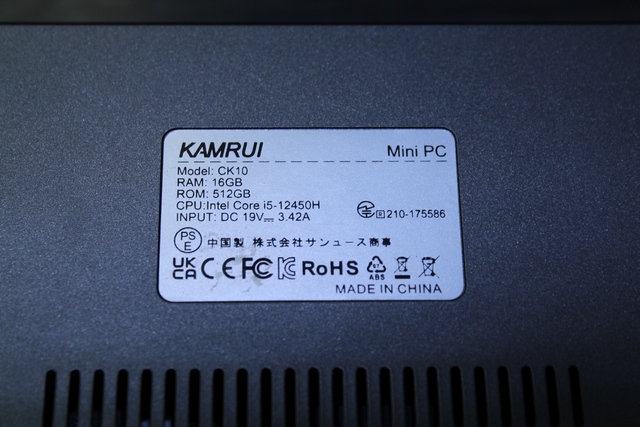 KAMRUI Mini PC
Model: CK10
RAM: 16GB
ROM: 512GB
CPU:Intel Core i5-12450H
INPUT: DC 19V⎓ 3.42A R 210-175586
PS E 中国製 株式会社サンユース商事
UK CA CE FC KC RoHS ABS
MADE IN CHINA